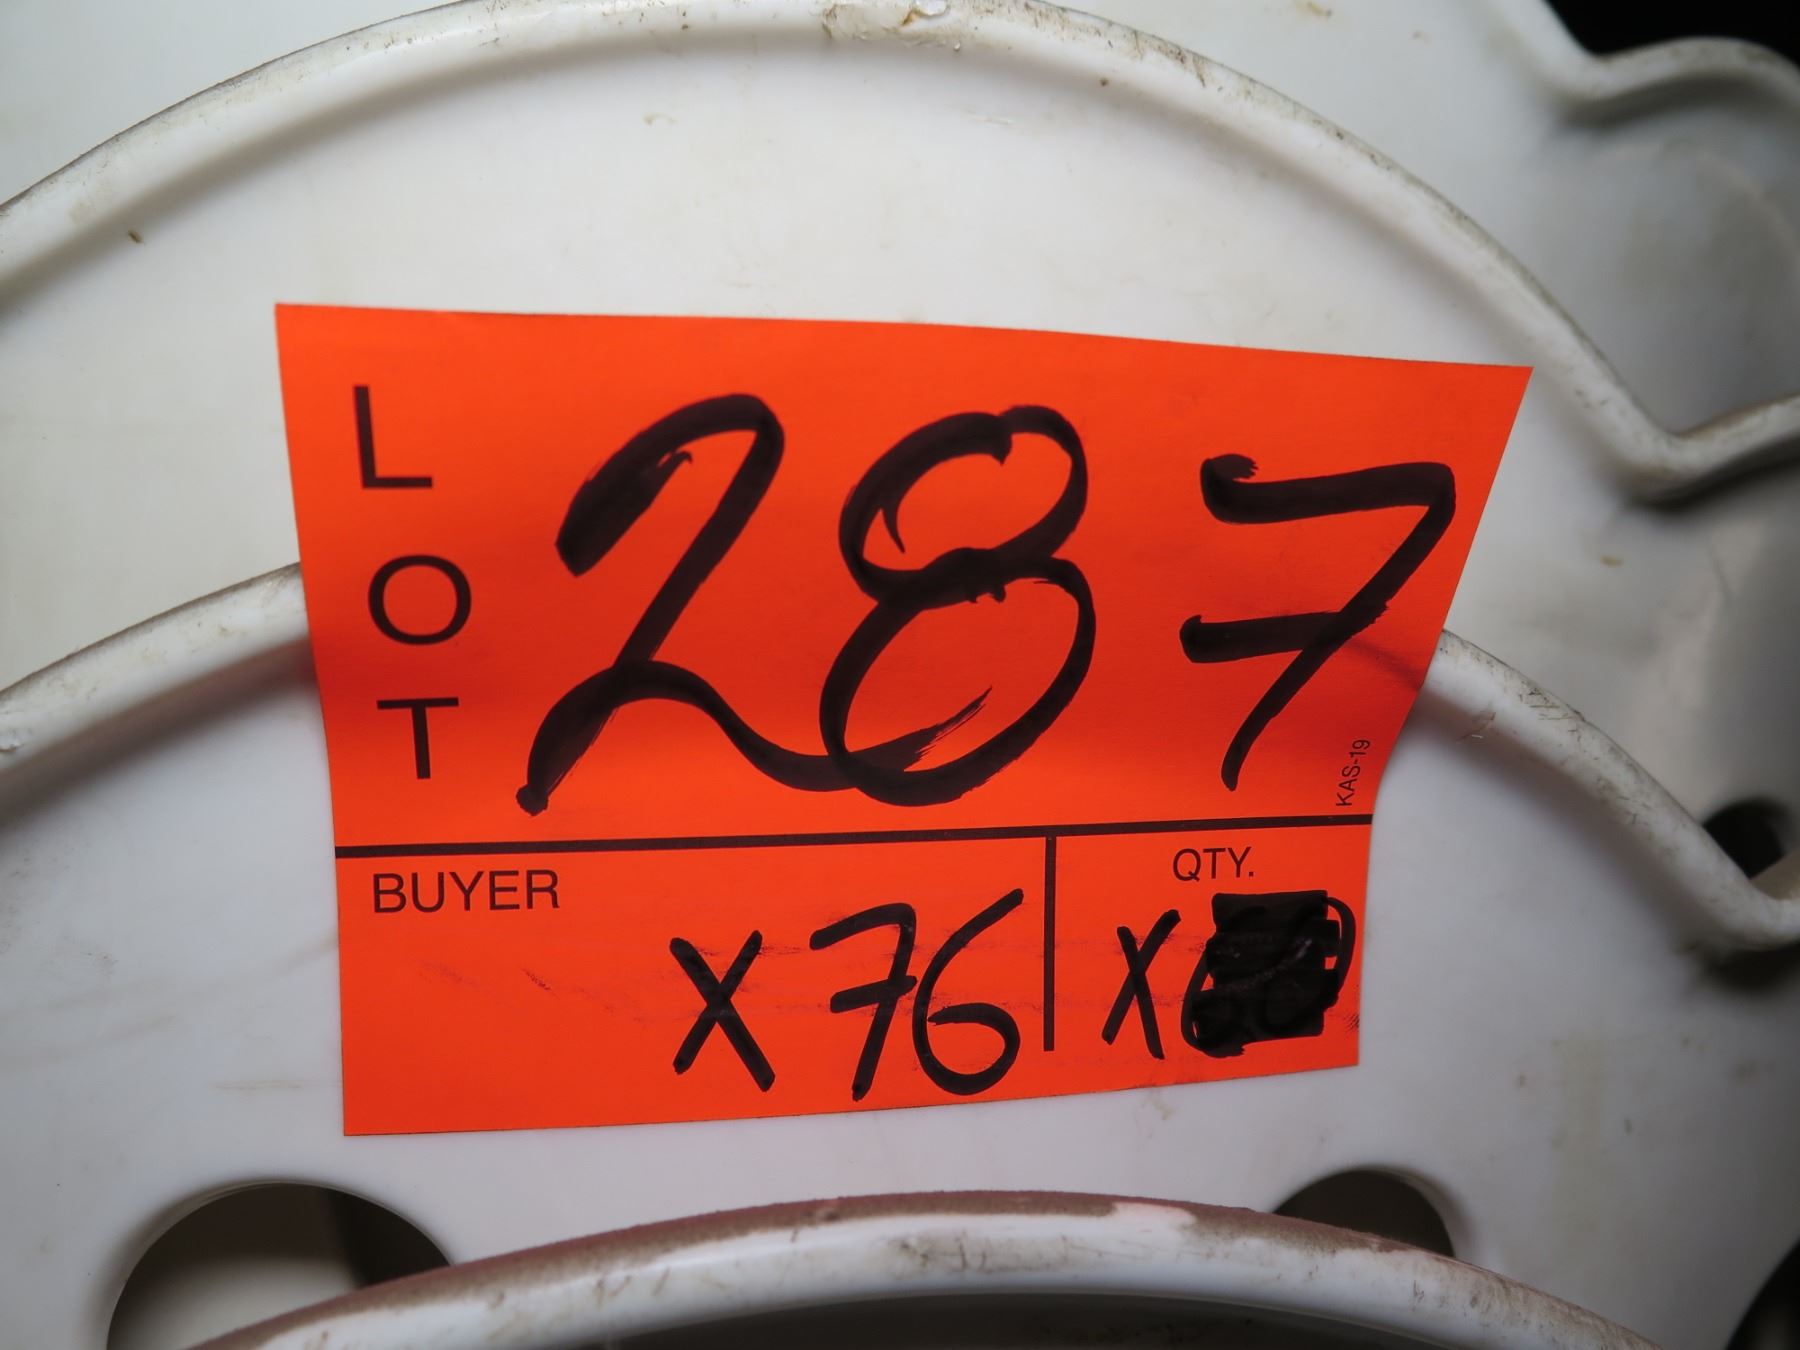 LOT
287
KAS-19
BUYER
QTY.
x76
x